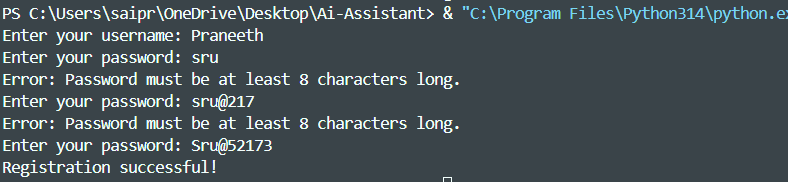 PS C:\Users\saipr\OneDrive\Desktop\Ai-Assistant> & "C:\Program Files\Python314\python.ex
Enter your username: Praneeth
Enter your password: sru
Error: Password must be at least 8 characters long.
Enter your password: sru@217
Error: Password must be at least 8 characters long.
Enter your password: Sru@52173
Registration successful!